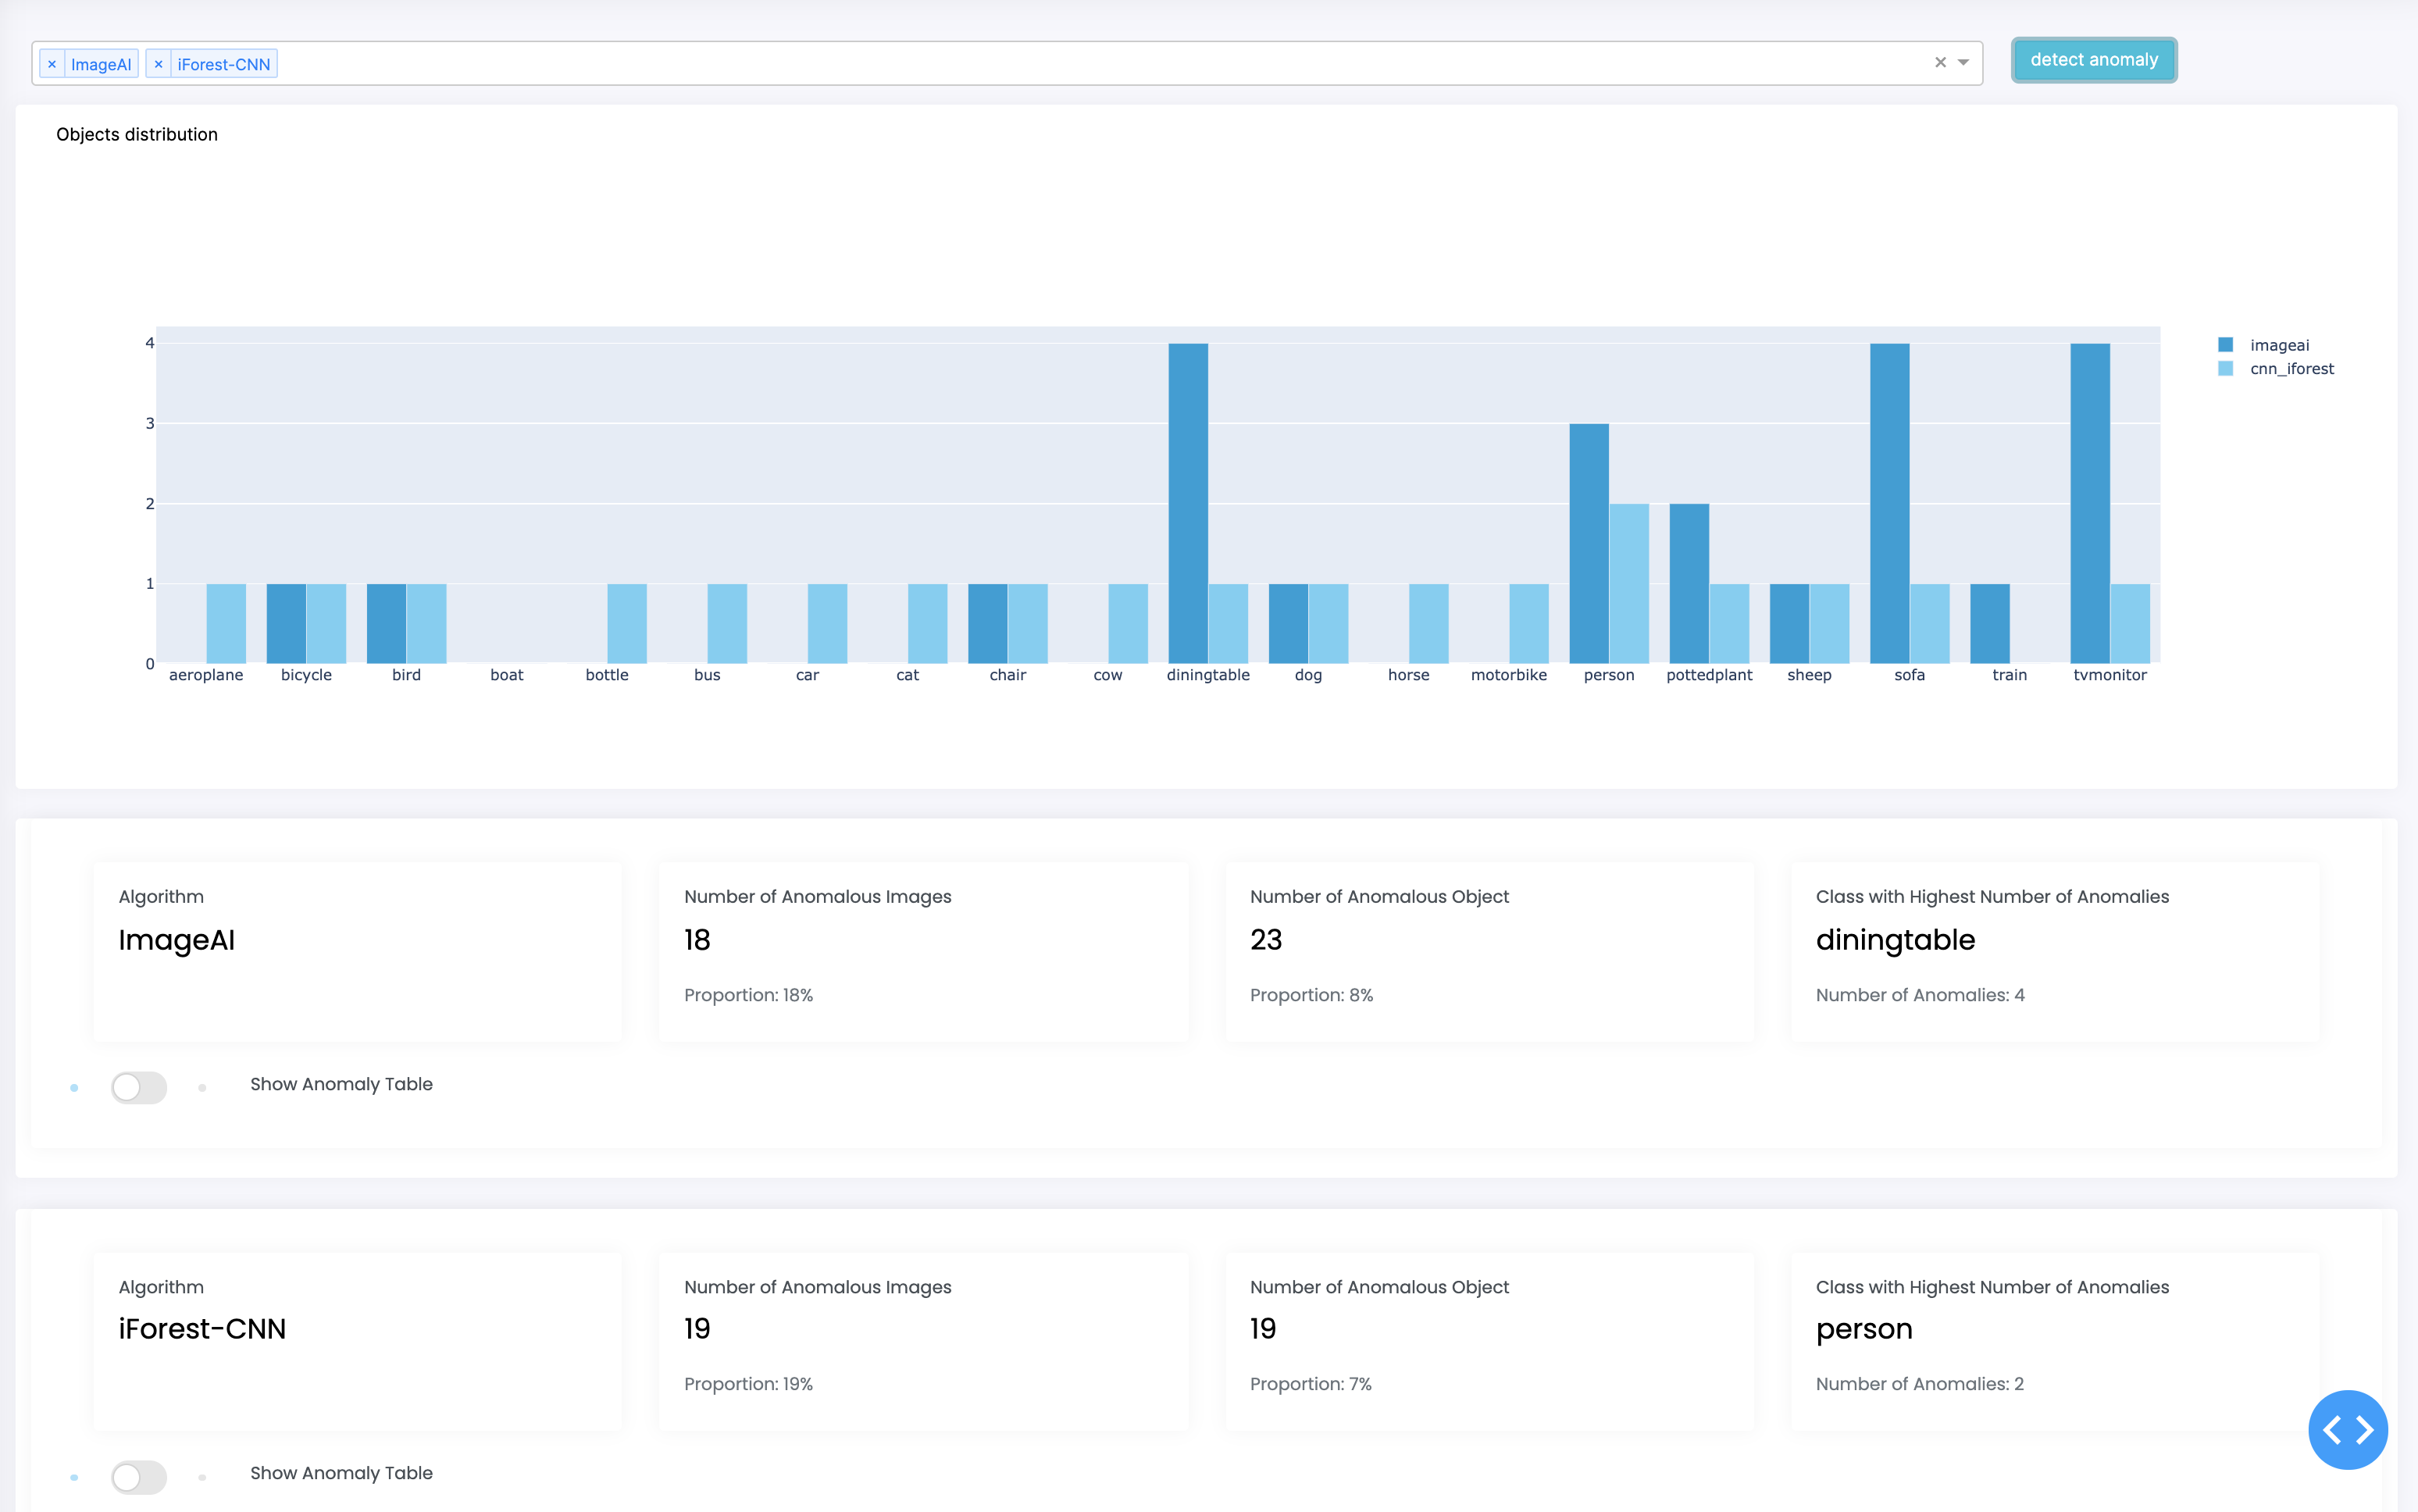 × ImageAI × iForest-CNN × detect anomaly
Objects distribution
4
3
2
1
0
imageai
cnn_iforest
aeroplane bicycle bird boat bottle bus car cat chair cow diningtable dog horse motorbike person pottedplant sheep sofa train tvmonitor
Algorithm
ImageAI
Number of Anomalous Images
18
Proportion: 18%
Number of Anomalous Object
23
Proportion: 8%
Class with Highest Number of Anomalies
diningtable
Number of Anomalies: 4
Show Anomaly Table
Algorithm
iForest-CNN
Number of Anomalous Images
19
Proportion: 19%
Number of Anomalous Object
19
Proportion: 7%
Class with Highest Number of Anomalies
person
Number of Anomalies: 2
Show Anomaly Table